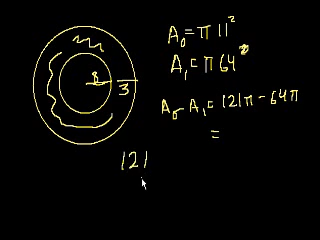 8
3
A₀ = π 11²
A₁ = π 64
A₀ - A₁ = 121π - 64π
=
121